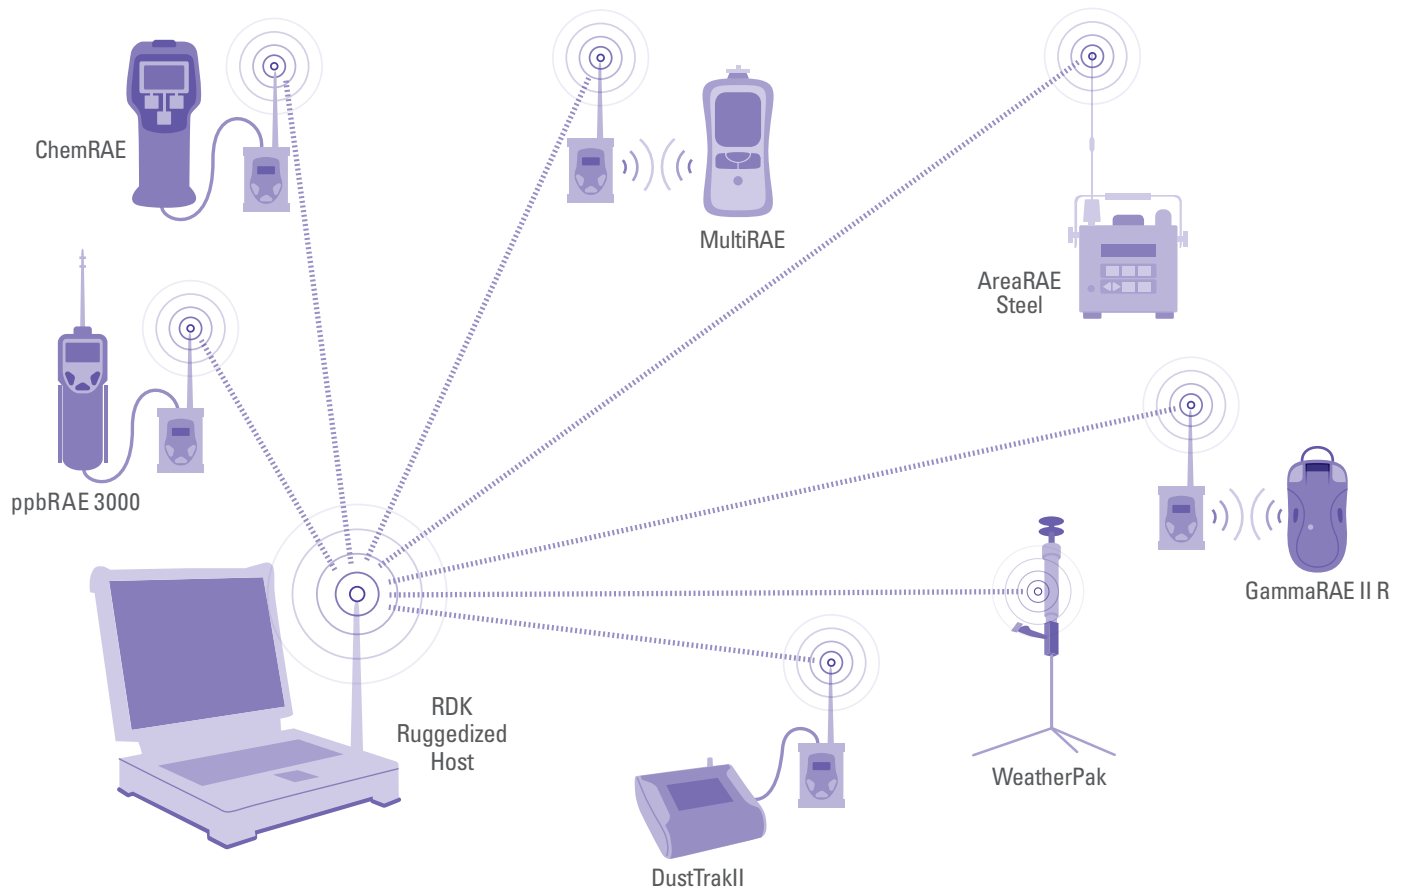 ChemRAE
MultiRAE
AreaRAE
Steel
ppbRAE 3000
GammaRAE II R
RDK
Ruggedized
Host
WeatherPak
DustTrakII